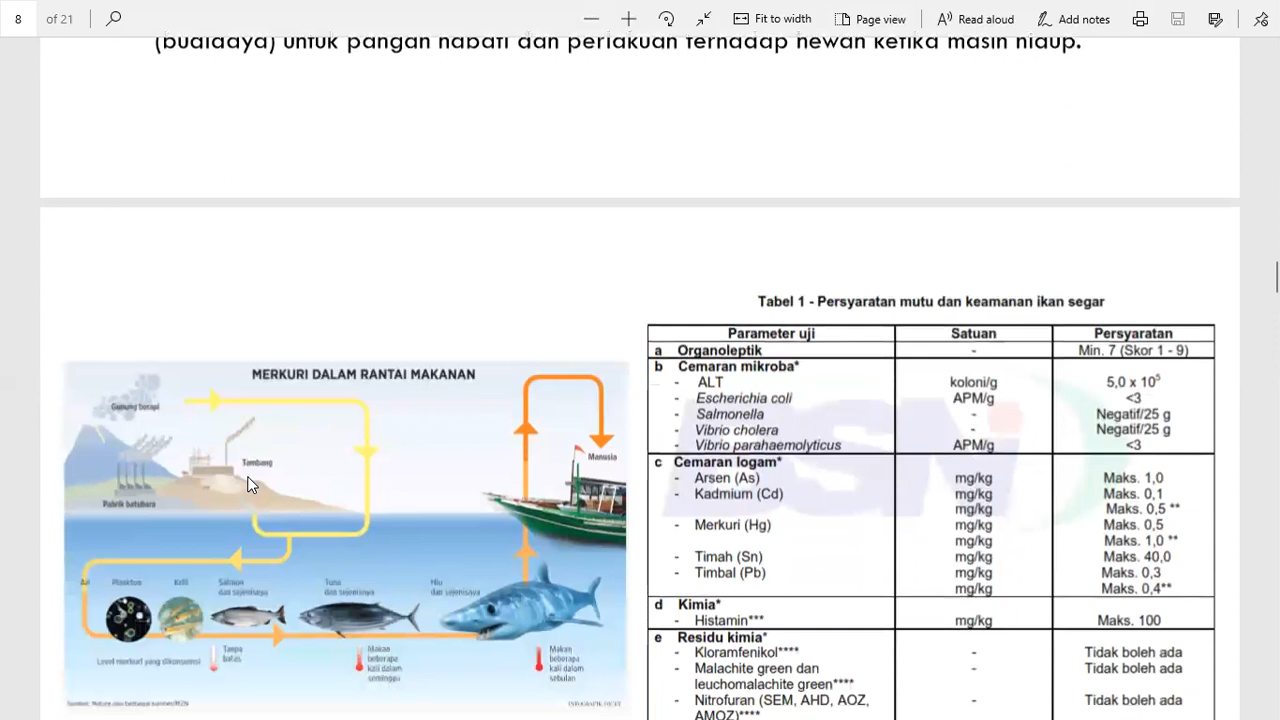 8 of 21
Fit to width
Page view
Read aloud
Add notes
(budidaya) untuk pangan nabati dan perlakuan terhadap hewan ketika masih hidup.
MERKURI DALAM RANTAI MAKANAN
Gunung berapi
Tambang
Pabrik batubara
Manusia
Air
Plankton
Krill
Salmon
dan sejenisnya
Tuna
dan sejenisnya
Hiu
dan sejenisnya
Level merkuri yang dikonsumsi
Tanpa
batas
Makan
beberapa
kali dalam
seminggu
Makan
beberapa
kali dalam
sebulan
Tabel 1 - Persyaratan mutu dan keamanan ikan segar
Parameter uji Satuan Persyaratan
a Organoleptik - Min. 7 (Skor 1 - 9)
b Cemaran mikroba*
- ALT koloni/g 5,0 x 10⁵
- Escherichia coli APM/g <3
- Salmonella - Negatif/25 g
- Vibrio cholera - Negatif/25 g
- Vibrio parahaemolyticus APM/g <3
c Cemaran logam*
- Arsen (As) mg/kg Maks. 1,0
- Kadmium (Cd) mg/kg Maks. 0,1
mg/kg Maks. 0,5 **
- Merkuri (Hg) mg/kg Maks. 0,5
mg/kg Maks. 1,0 **
- Timah (Sn) mg/kg Maks. 40,0
- Timbal (Pb) mg/kg Maks. 0,3
mg/kg Maks. 0,4**
d Kimia*
- Histamin*** mg/kg Maks. 100
e Residu kimia*
- Kloramfenikol**** - Tidak boleh ada
- Malachite green dan - Tidak boleh ada
leuchomalachite green****
- Nitrofuran (SEM, AHD, AOZ, - Tidak boleh ada
AMOZ)****